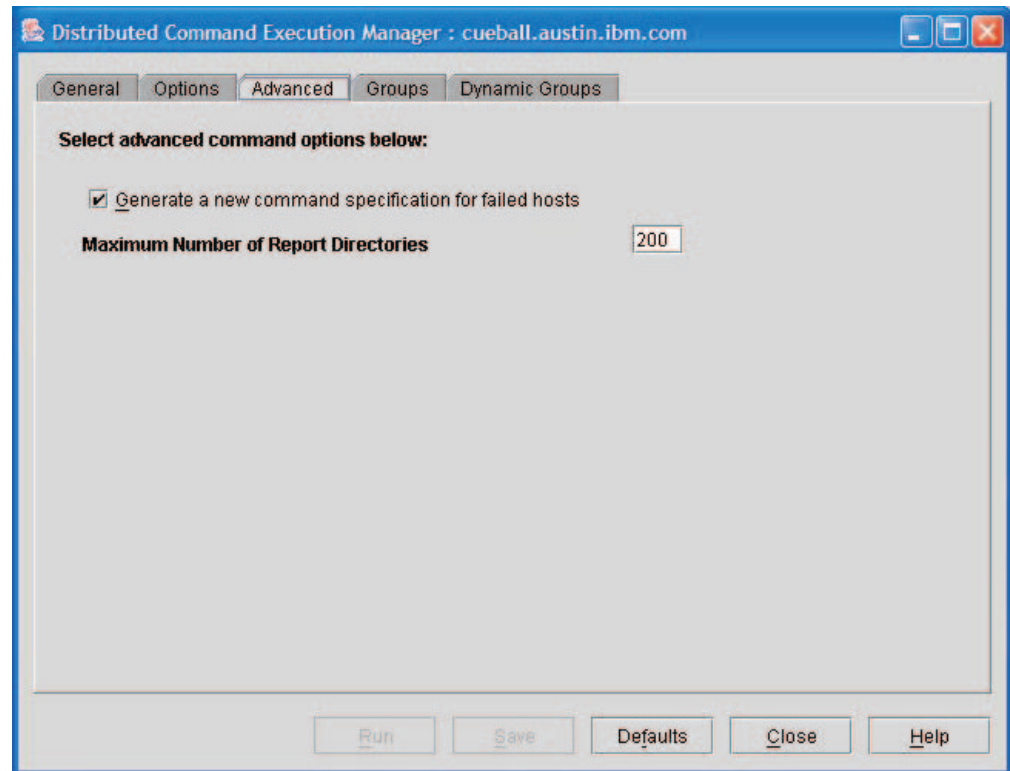 Distributed Command Execution Manager : cueball.austin.ibm.com
General Options Advanced Groups Dynamic Groups
Select advanced command options below:
Generate a new command specification for failed hosts
Maximum Number of Report Directories 200
Run Save Defaults Close Help